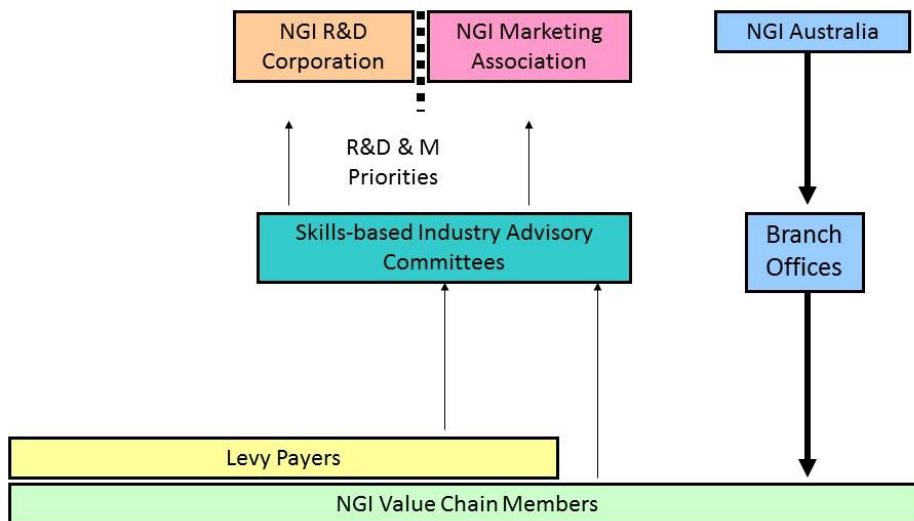 NGI R&D
Corporation
NGI Marketing
Association
NGI Australia
R&D & M
Priorities
Skills-based Industry Advisory
Committees
Branch
Offices
Levy Payers
NGI Value Chain Members